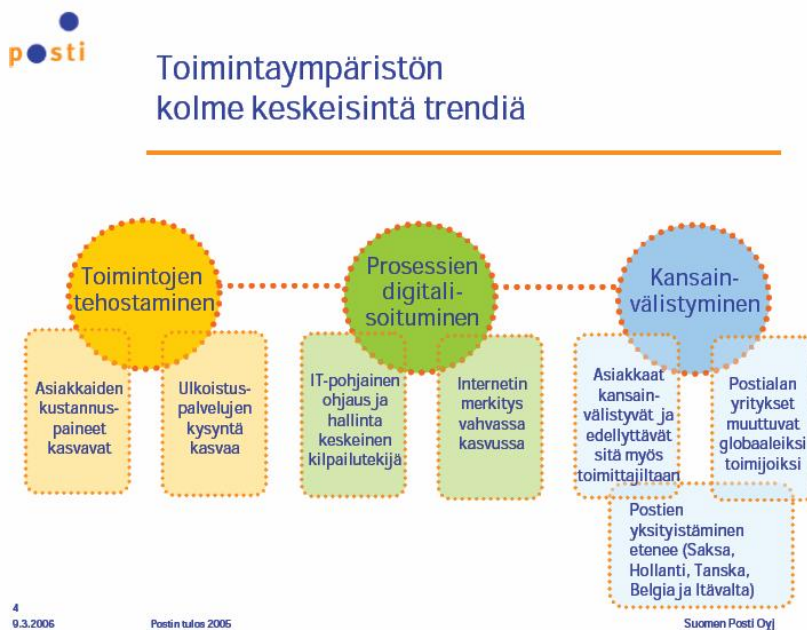 posti
Toimintaympäristön
kolme keskeisintä trendiä
Toimintojen
tehostaminen
Asiakkaiden
kustannus-
paineet
kasvavat
Ulkoistus-
palvelujen
kysyntä
kasvaa
Prosessien
digitali-
soituminen
IT-pohjainen
ohjaus ja
hallinta
keskeinen
kilpailutekijä
Internetin
merkitys
vahvassa
kasvussa
Kansain-
välistyminen
Asiakkaat
kansain-
välistyvät ja
edellyttävät
sitä myös
toimittajiltaan
Postialan
yritykset
muuttuvat
globaaleiksi
toimijoiksi
Postien
yksityistäminen
etenee (Saksa,
Hollanti, Tanska,
Belgia ja Itävalta)
4
9.3.2006
Postin tulos 2005
Suomen Posti Oyj